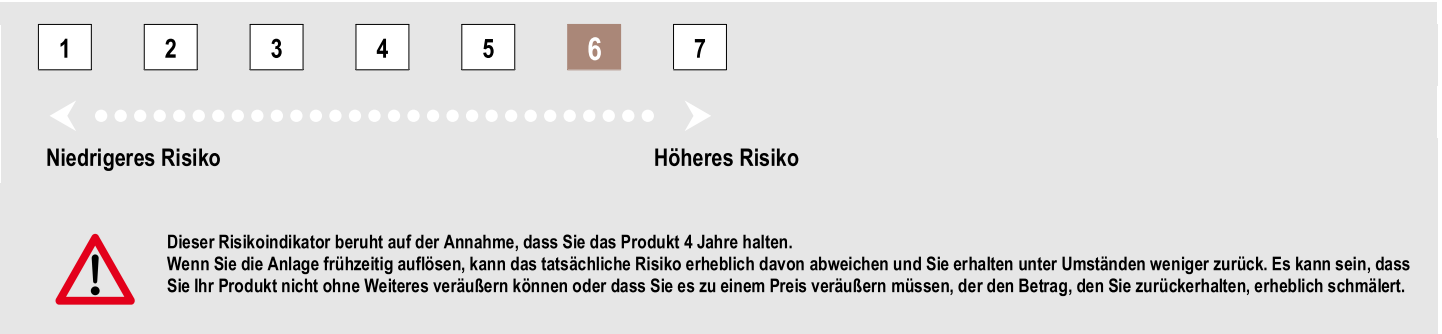 1 2 3 4 5 6 7
Niedrigeres Risiko Höheres Risiko
Dieser Risikoindikator beruht auf der Annahme, dass Sie das Produkt 4 Jahre halten.
Wenn Sie die Anlage frühzeitig auflösen, kann das tatsächliche Risiko erheblich davon abweichen und Sie erhalten unter Umständen weniger zurück. Es kann sein, dass
Sie Ihr Produkt nicht ohne Weiteres veräußern können oder dass Sie es zu einem Preis veräußern müssen, der den Betrag, den Sie zurückerhalten, erheblich schmälert.